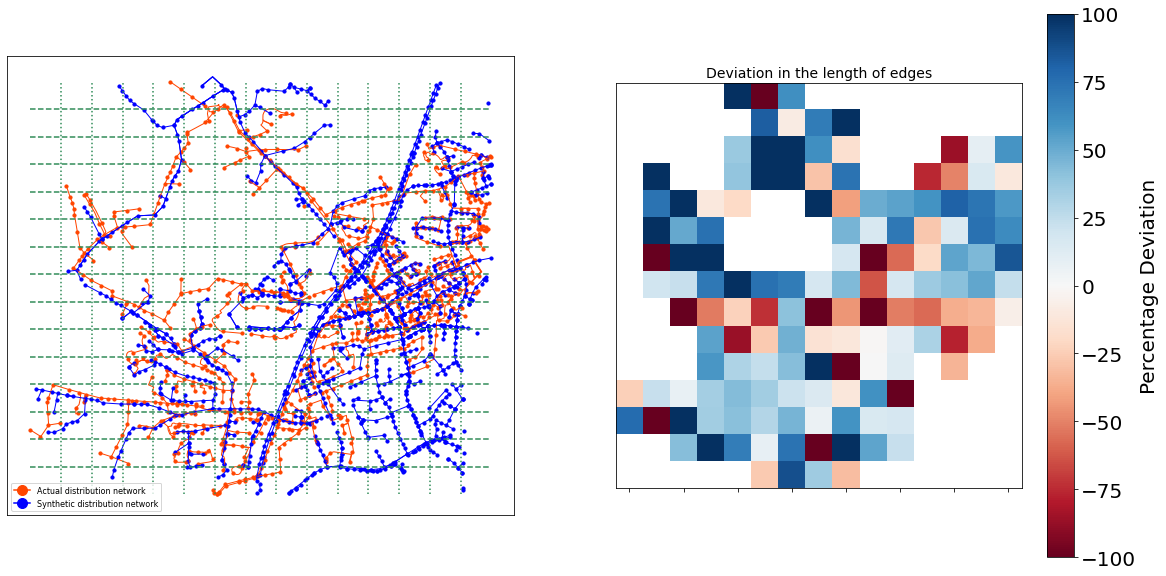 Actual distribution network
Synthetic distribution network
Deviation in the length of edges
100
75
50
25
0
−25
−50
−75
−100
Percentage Deviation